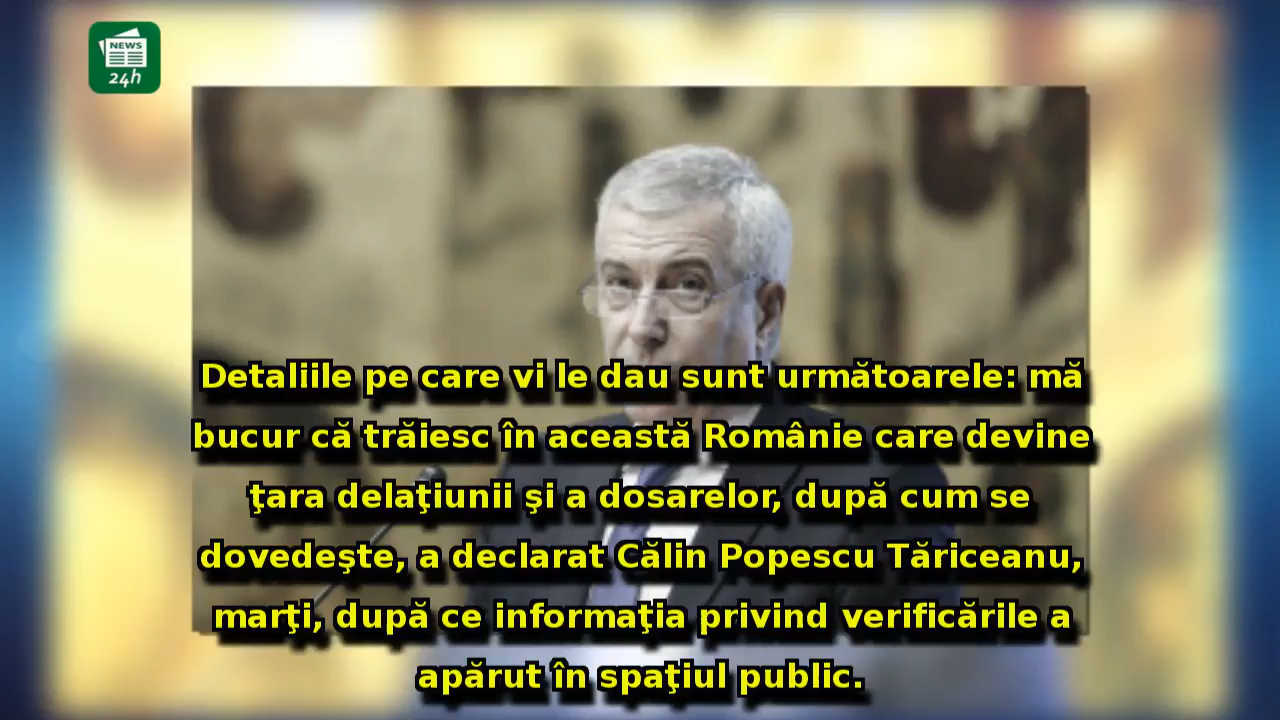 NEWS
24h
Detaliile pe care vi le dau sunt următoarele: mă
bucur că trăiesc în această Românie care devine
ţara delaţiunii şi a dosarelor, după cum se
dovedeşte, a declarat Călin Popescu Tăriceanu,
marţi, după ce informaţia privind verificările a
apărut în spaţiul public.